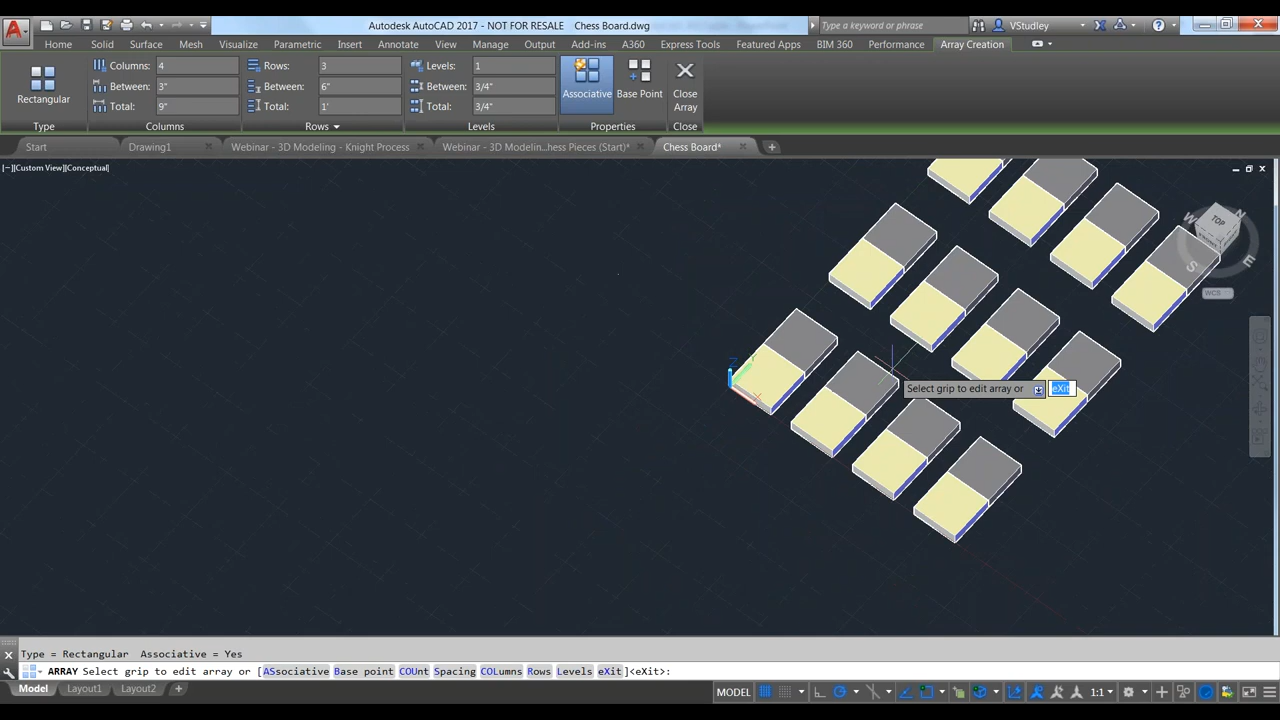 Autodesk AutoCAD 2017 - NOT FOR RESALE Chess Board.dwg
Type a keyword or phrase
VStudley
Home Solid Surface Mesh Visualize Parametric Insert Annotate View Manage Output Add-ins A360 Express Tools Featured Apps BIM 360 Performance Array Creation
Columns: 4 Rows: 3 Levels: 1
Between: 3" Between: 6" Between: 3/4"
Total: 9" Total: 1' Total: 3/4"
Rectangular Associative Base Point Close Array
Type Columns Rows Levels Properties Close
Start Drawing1 Webinar - 3D Modeling - Knight Process Webinar - 3D Modelin...hess Pieces (Start)* Chess Board*
[−][Custom View][Conceptual]
N
W TOP
S E
WCS
Z
Y
X
Select grip to edit array or eXit
Type = Rectangular Associative = Yes
ARRAY Select grip to edit array or [ASsociative Base point COUnt Spacing COLumns Rows Levels eXit]<eXit>:
Model Layout1 Layout2 +
MODEL 1:1